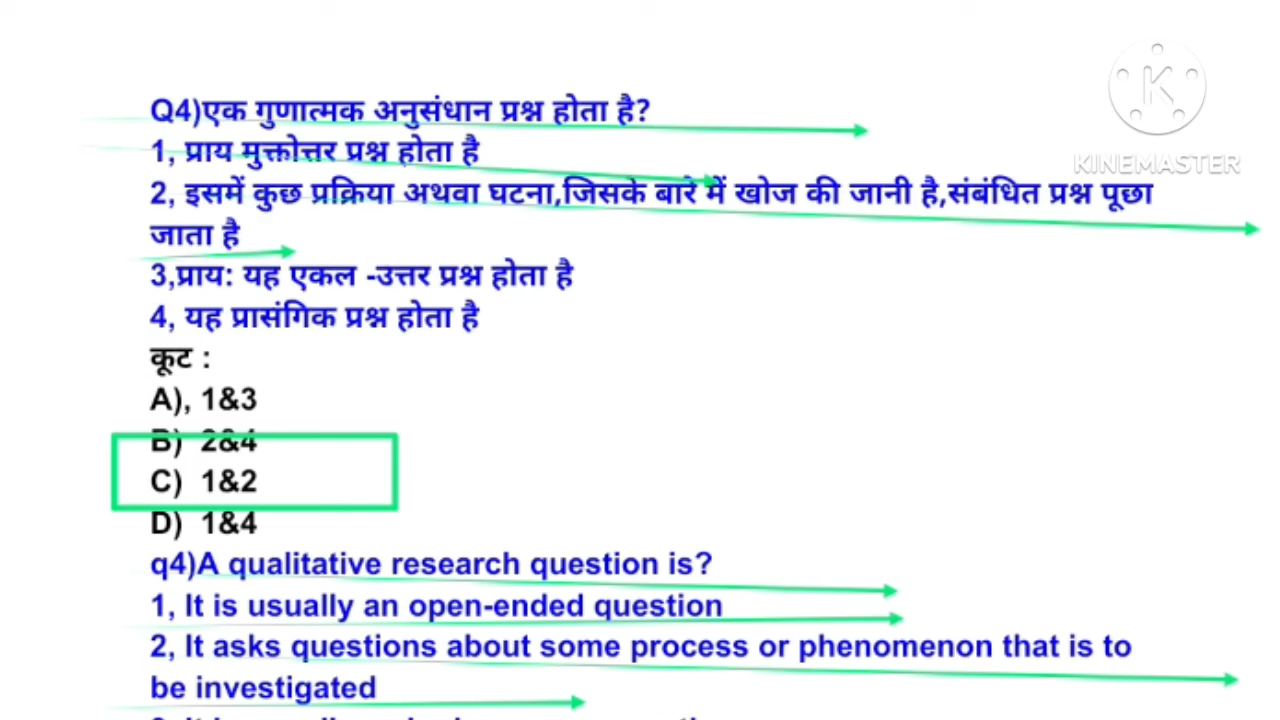 KINEMASTER
Q4)एक गुणात्मक अनुसंधान प्रश्न होता है?
1, प्राय मुक्तोत्तर प्रश्न होता है
2, इसमें कुछ प्रक्रिया अथवा घटना,जिसके बारे में खोज की जानी है,संबंधित प्रश्न पूछा
जाता है
3,प्राय: यह एकल -उत्तर प्रश्न होता है
4, यह प्रासंगिक प्रश्न होता है
कूट :
A), 1&3
B) 2&4
C) 1&2
D) 1&4
q4)A qualitative research question is?
1, It is usually an open-ended question
2, It asks questions about some process or phenomenon that is to
be investigated